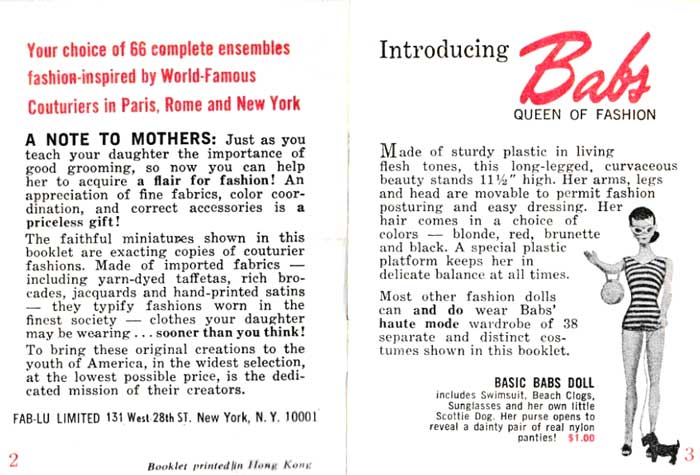 Your choice of 66 complete ensembles
fashion-inspired by World-Famous
Couturiers in Paris, Rome and New York
A NOTE TO MOTHERS: Just as you
teach your daughter the importance of
good grooming, so now you can help
her to acquire a flair for fashion! An
appreciation of fine fabrics, color coor-
dination, and correct accessories is a
priceless gift!
The faithful miniatures shown in this
booklet are exacting copies of couturier
fashions. Made of imported fabrics —
including yarn-dyed taffetas, rich bro-
cades, jacquards and hand-printed satins
— they typify fashions worn in the
finest society — clothes your daughter
may be wearing ... sooner than you think!
To bring these original creations to the
youth of America, in the widest selection,
at the lowest possible price, is the dedi-
cated mission of their creators.
FAB-LU LIMITED 131 West 28th ST. New York, N.Y. 10001
2
Booklet printed in Hong Kong
Introducing Babs
QUEEN OF FASHION
Made of sturdy plastic in living
flesh tones, this long-legged, curvaceous
beauty stands 11½" high. Her arms, legs
and head are movable to permit fashion
posturing and easy dressing. Her
hair comes in a choice of
colors — blonde, red, brunette
and black. A special plastic
platform keeps her in
delicate balance at all times.
Most other fashion dolls
can and do wear Babs'
haute mode wardrobe of 38
separate and distinct cos-
tumes shown in this booklet.
BASIC BABS DOLL
includes Swimsuit, Beach Clogs,
Sunglasses and her own little
Scottie Dog. Her purse opens to
reveal a dainty pair of real nylon
panties! $1.00
3